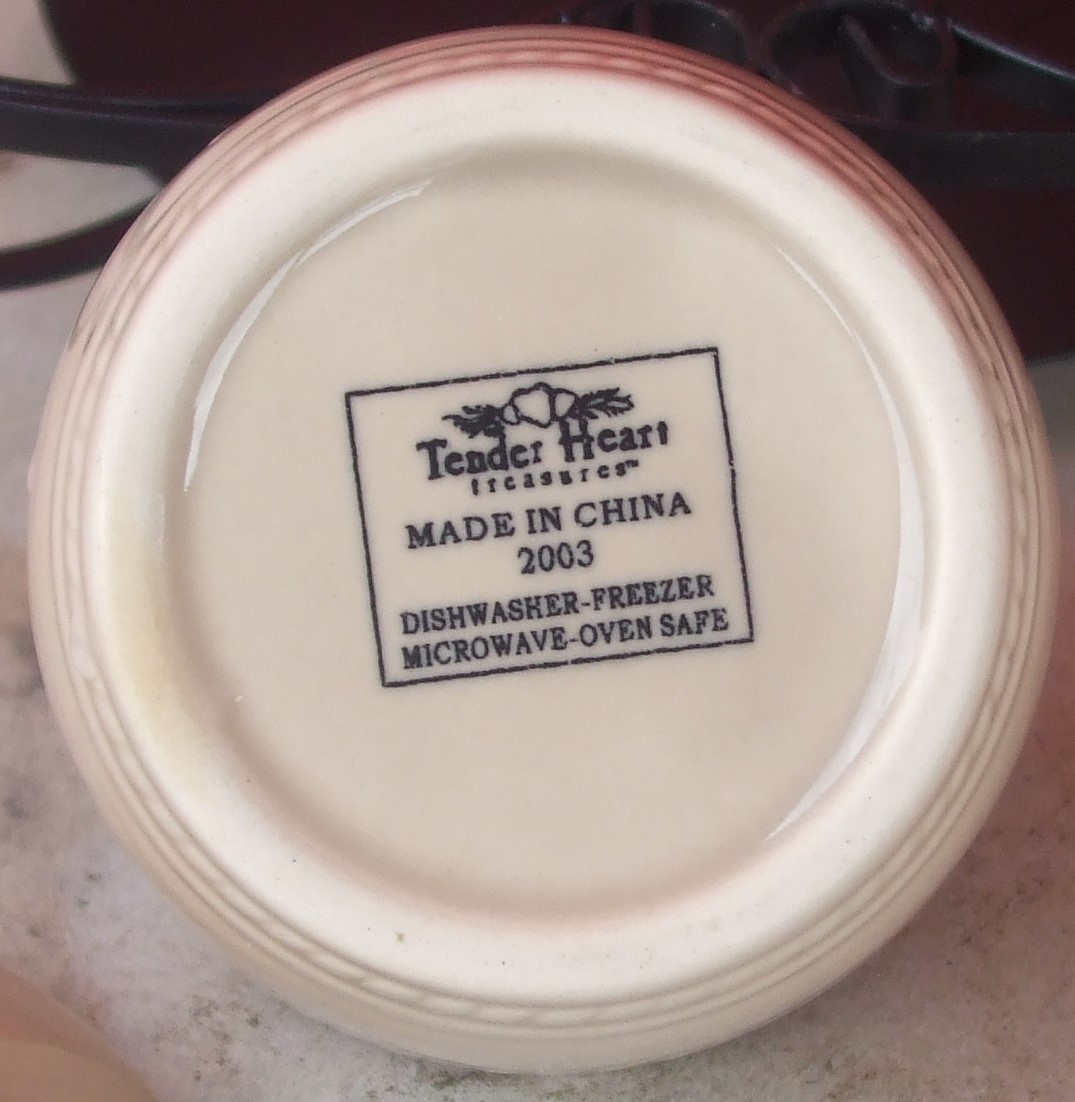 Tender Heart
treasures™
MADE IN CHINA
2003
DISHWASHER-FREEZER
MICROWAVE-OVEN SAFE